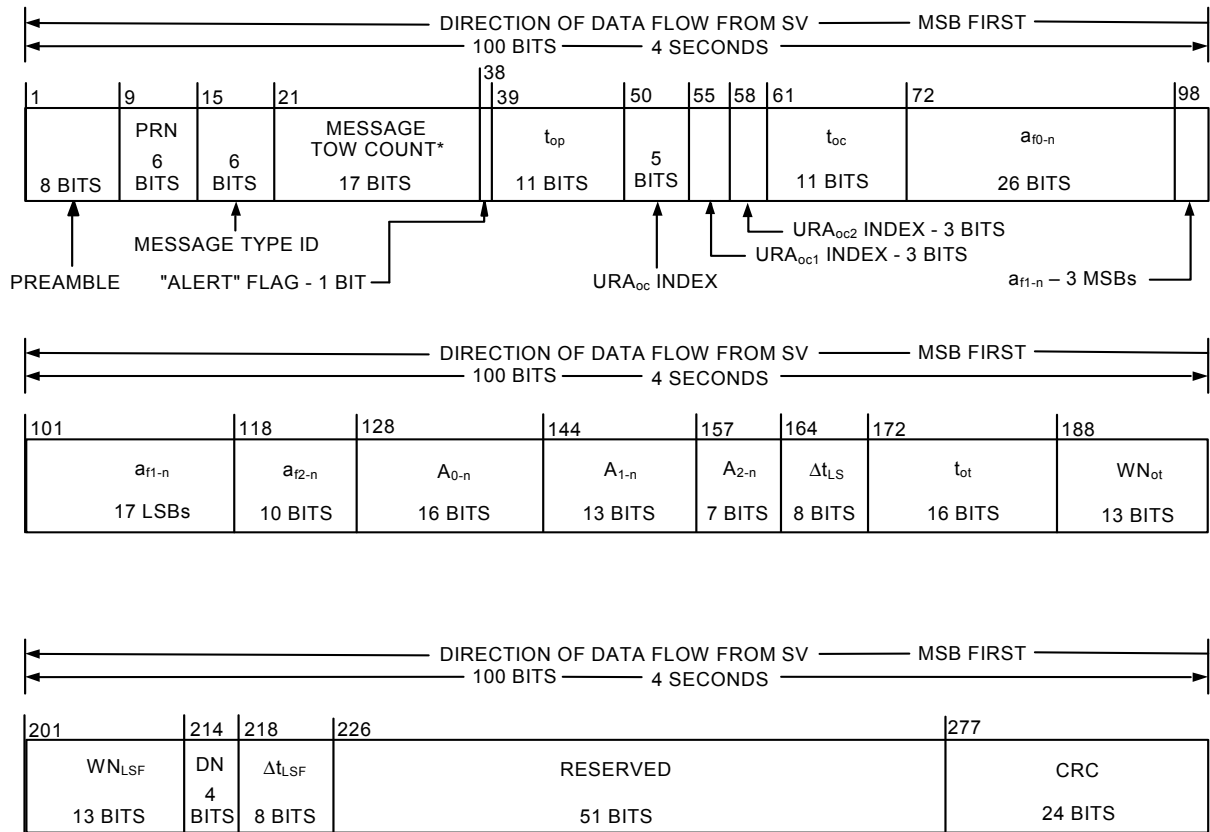 DIRECTION OF DATA FLOW FROM SV MSB FIRST
100 BITS 4 SECONDS
1 9 15 21 38 39 50 55 58 61 72 98
8 BITS
PRN
6
BITS
6
BITS
MESSAGE
TOW COUNT*
17 BITS
t_op
11 BITS
5
BITS
t_oc
11 BITS
a_f0-n
26 BITS
PREAMBLE
MESSAGE TYPE ID
"ALERT" FLAG - 1 BIT
URA_oc INDEX
URA_oc1 INDEX - 3 BITS
URA_oc2 INDEX - 3 BITS
a_f1-n – 3 MSBs
DIRECTION OF DATA FLOW FROM SV MSB FIRST
100 BITS 4 SECONDS
101 118 128 144 157 164 172 188
a_f1-n
17 LSBs
a_f2-n
10 BITS
A_0-n
16 BITS
A_1-n
13 BITS
A_2-n
7 BITS
Δt_LS
8 BITS
t_ot
16 BITS
WN_ot
13 BITS
DIRECTION OF DATA FLOW FROM SV MSB FIRST
100 BITS 4 SECONDS
201 214 218 226 277
WN_LSF
13 BITS
DN
4
BITS
Δt_LSF
8 BITS
RESERVED
51 BITS
CRC
24 BITS